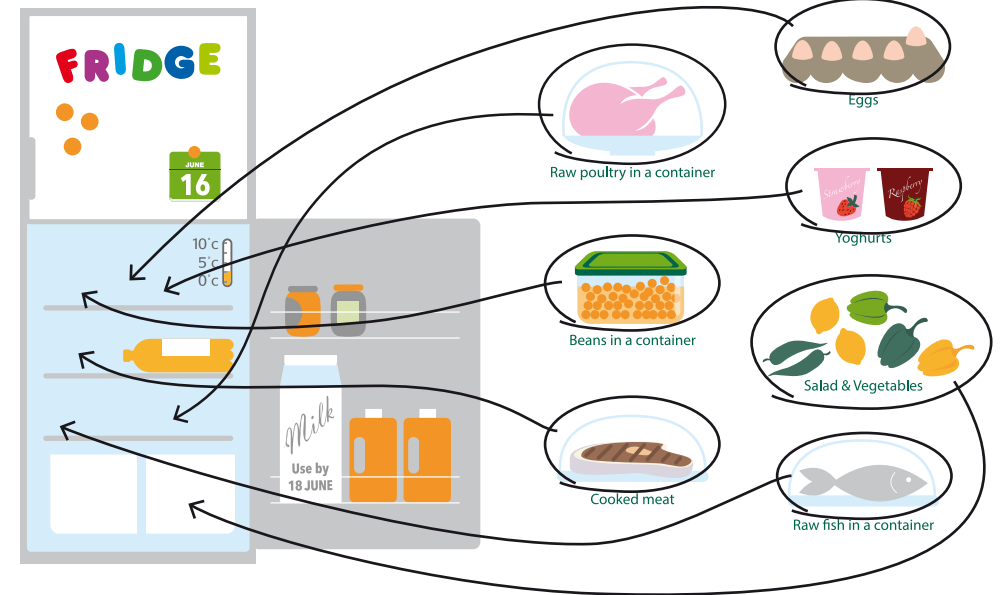 FRIDGE
JUNE
16
10°c
5°c
0°c
Milk
Use by
18 JUNE
Eggs
Raw poultry in a container
Strawberry
Raspberry
Yoghurts
Beans in a container
Salad & Vegetables
Cooked meat
Raw fish in a container